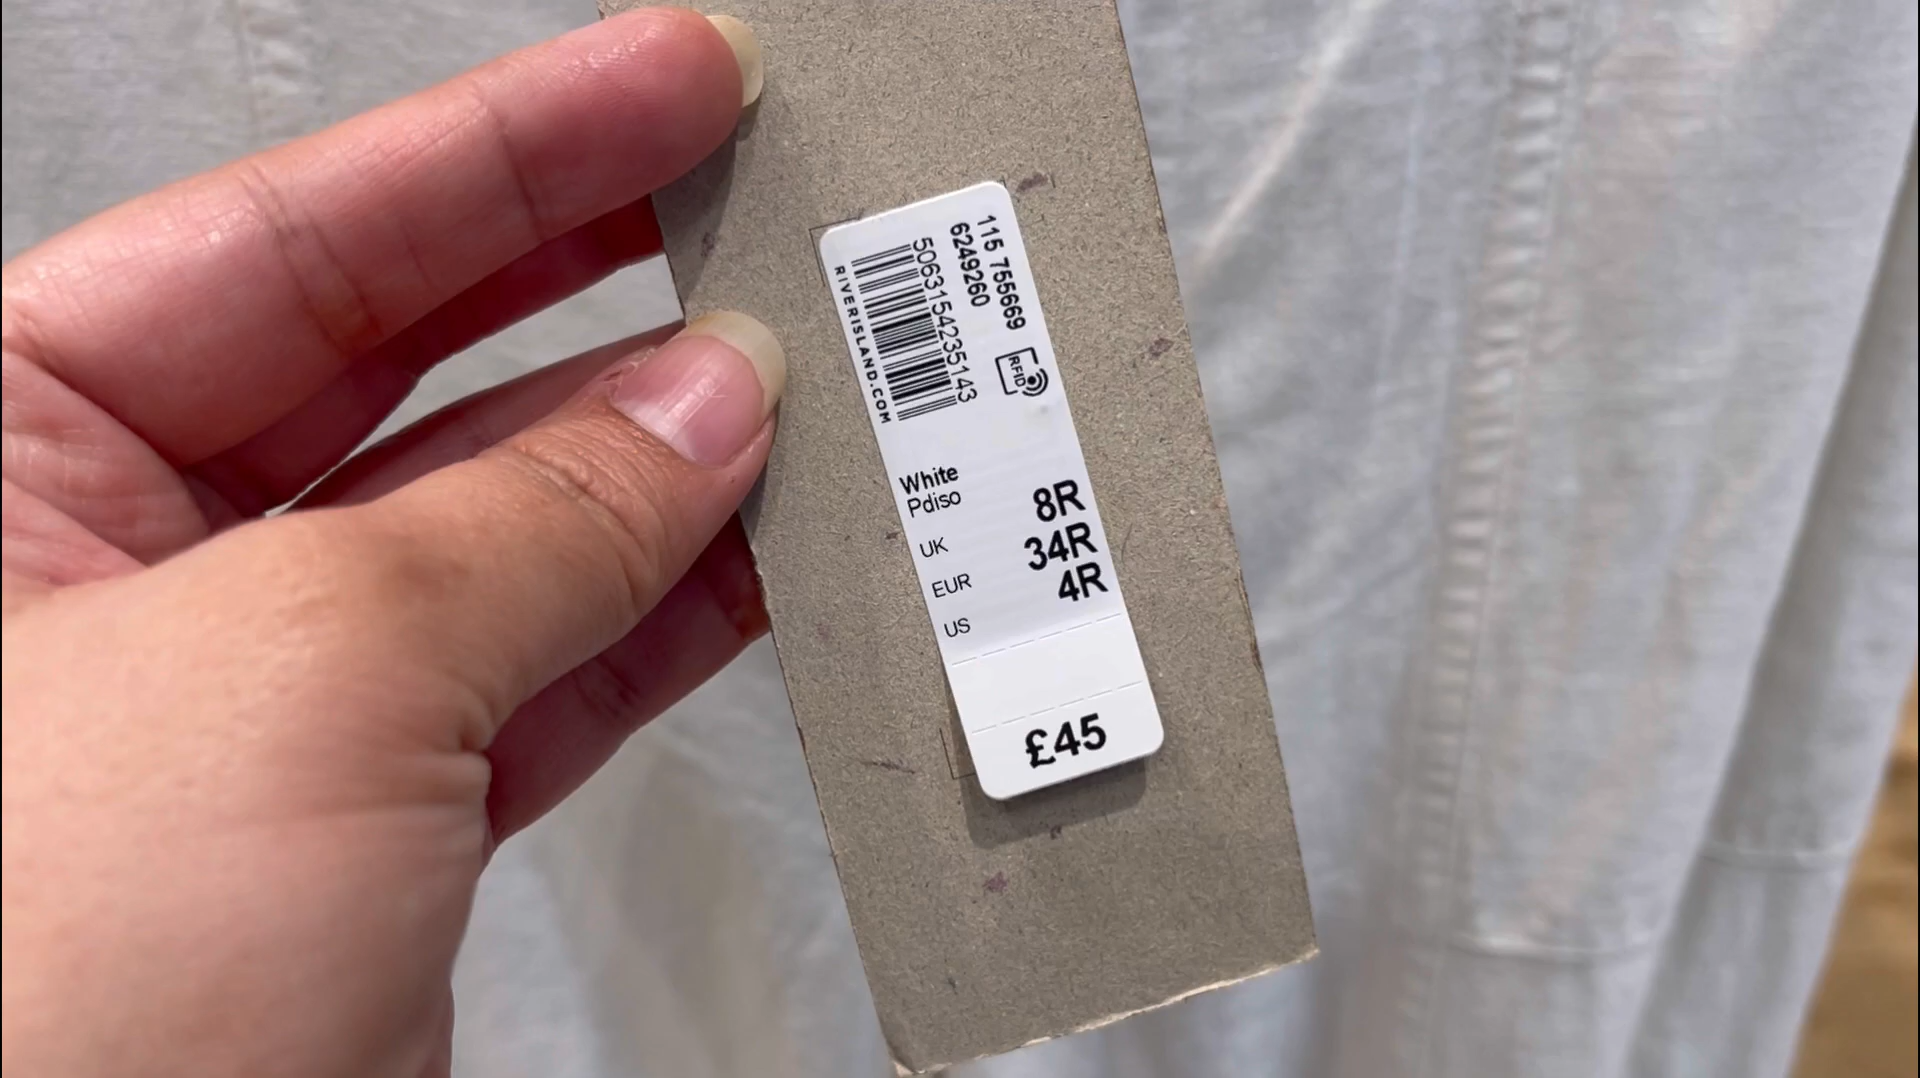 115 755669
6249260
5063154235143
RIVERISLAND.COM
RFID
White
Pdiso
UK 8R
EUR 34R
US 4R
£45